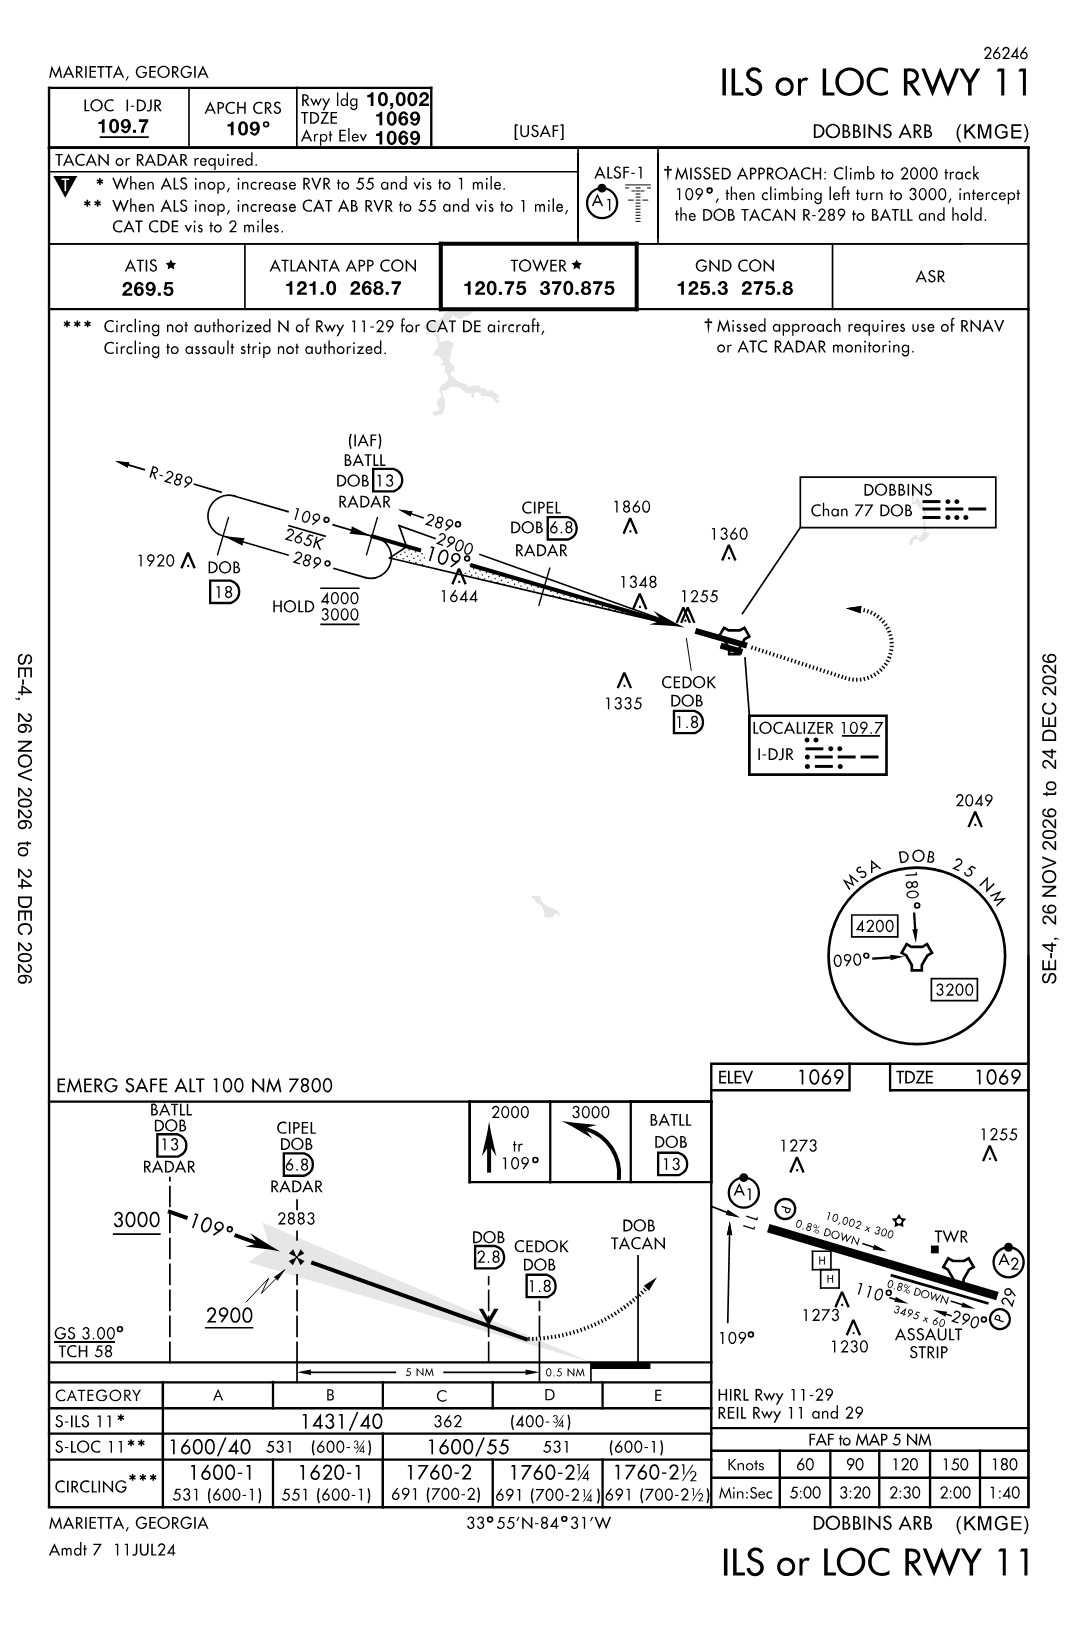 26246
MARIETTA, GEORGIA
ILS or LOC RWY 11
LOC I-DJR
109.7
APCH CRS
109°
Rwy ldg 10,002
TDZE 1069
Arpt Elev 1069
[USAF]
DOBBINS ARB (KMGE)
TACAN or RADAR required.
T
* When ALS inop, increase RVR to 55 and vis to 1 mile.
** When ALS inop, increase CAT AB RVR to 55 and vis to 1 mile,
CAT CDE vis to 2 miles.
ALSF-1
A1
†MISSED APPROACH: Climb to 2000 track
109°, then climbing left turn to 3000, intercept
the DOB TACAN R-289 to BATLL and hold.
ATIS ★
269.5
ATLANTA APP CON
121.0 268.7
TOWER ★
120.75 370.875
GND CON
125.3 275.8
ASR
*** Circling not authorized N of Rwy 11-29 for CAT DE aircraft,
Circling to assault strip not authorized.
† Missed approach requires use of RNAV
or ATC RADAR monitoring.
(IAF)
BATLL
DOB 13
RADAR
R-289
109°
265K
289°
289°
2900
109°
CIPEL
DOB 6.8
RADAR
1860
1360
DOBBINS
Chan 77 DOB
1920
DOB
18
HOLD 4000
3000
1644
1348
1255
1335
CEDOK
DOB
1.8
LOCALIZER 109.7
I-DJR
2049
MSA DOB 25 NM
180°
4200
090°
3200
SE-4, 26 NOV 2026 to 24 DEC 2026
SE-4, 26 NOV 2026 to 24 DEC 2026
EMERG SAFE ALT 100 NM 7800
ELEV 1069
TDZE 1069
BATLL
DOB
13
RADAR
CIPEL
DOB
6.8
RADAR
2883
2000
tr
109°
3000
BATLL
DOB
13
3000
109°
2900
DOB
2.8
CEDOK
DOB
1.8
DOB
TACAN
GS 3.00°
TCH 58
5 NM
0.5 NM
1273
1255
A1
P
11
10,002 x 300
0.8% DOWN
TWR
A2
H
H
0.8% DOWN
110°
3495 x 60
290°
29
P
1273
1230
ASSAULT
STRIP
109°
HIRL Rwy 11-29
REIL Rwy 11 and 29
CATEGORY A B C D E
S-ILS 11* 1431/40 362 (400-¾)
S-LOC 11** 1600/40 531 (600-¾) 1600/55 531 (600-1)
CIRCLING*** 1600-1 1620-1 1760-2 1760-2¼ 1760-2½
531 (600-1) 551 (600-1) 691 (700-2) 691 (700-2¼) 691 (700-2½)
FAF to MAP 5 NM
Knots 60 90 120 150 180
Min:Sec 5:00 3:20 2:30 2:00 1:40
MARIETTA, GEORGIA
33°55'N-84°31'W
DOBBINS ARB (KMGE)
Amdt 7 11JUL24
ILS or LOC RWY 11